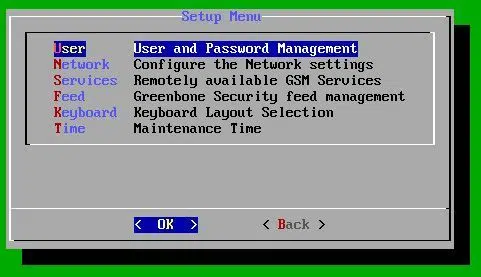 Setup Menu
User User and Password Management
Network Configure the Network settings
Services Remotely available GSM Services
Feed Greenbone Security feed management
Keyboard Keyboard Layout Selection
Time Maintenance Time
< OK > < Back >